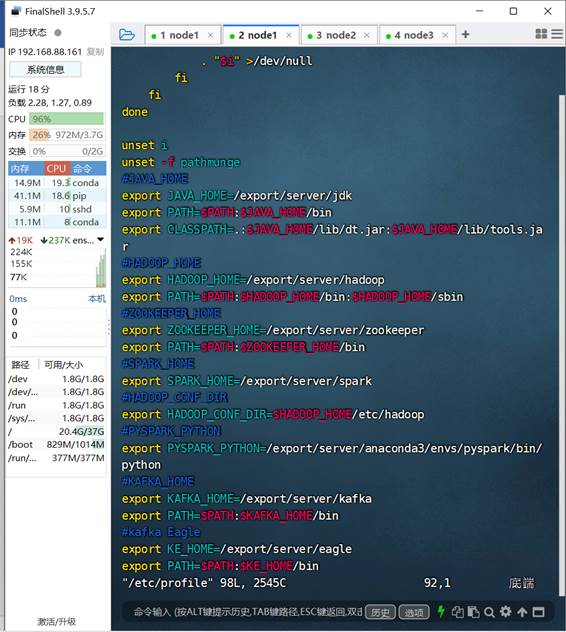 FinalShell 3.9.5.7
同步状态
1 node1
2 node1
3 node2
4 node3
+
IP 192.168.88.161 复制
系统信息
运行 18 分
负载 2.28, 1.27, 0.89
CPU 96%
内存 26% 972M/3.7G
交换 0% 0/2G
内存 CPU 命令
14.9M 19.3 conda
41.1M 18.6 pip
5.9M 10 sshd
11.1M 8 conda
19K 237K ens...
224K
155K
77K
0ms 本机
0
0
0
路径 可用/大小
/dev 1.8G/1.8G
/dev/... 1.8G/1.8G
/run 1.8G/1.8G
/sys/... 1.8G/1.8G
/ 20.4G/37G
/boot 829M/1014M
/run/... 377M/377M
激活/升级
. "$i" >/dev/null
fi
fi
done
unset i
unset -f pathmunge
#JAVA_HOME
export JAVA_HOME=/export/server/jdk
export PATH=$PATH:$JAVA_HOME/bin
export CLASSPATH=.:$JAVA_HOME/lib/dt.jar:$JAVA_HOME/lib/tools.ja
r
#HADOOP_HOME
export HADOOP_HOME=/export/server/hadoop
export PATH=$PATH:$HADOOP_HOME/bin:$HADOOP_HOME/sbin
#ZOOKEEPER_HOME
export ZOOKEEPER_HOME=/export/server/zookeeper
export PATH=$PATH:$ZOOKEEPER_HOME/bin
#SPARK_HOME
export SPARK_HOME=/export/server/spark
#HADOOP_CONF_DIR
export HADOOP_CONF_DIR=$HADOOP_HOME/etc/hadoop
#PYSPARK_PYTHON
export PYSPARK_PYTHON=/export/server/anaconda3/envs/pyspark/bin/
python
#KAFKA_HOME
export KAFKA_HOME=/export/server/kafka
export PATH=$PATH:$KAFKA_HOME/bin
#kafka Eagle
export KE_HOME=/export/server/eagle
export PATH=$PATH:$KE_HOME/bin
"/etc/profile" 98L, 2545C 92,1 底端
命令输入 (按ALT键提示历史,TAB键路径,ESC键返回,双击 历史 选项